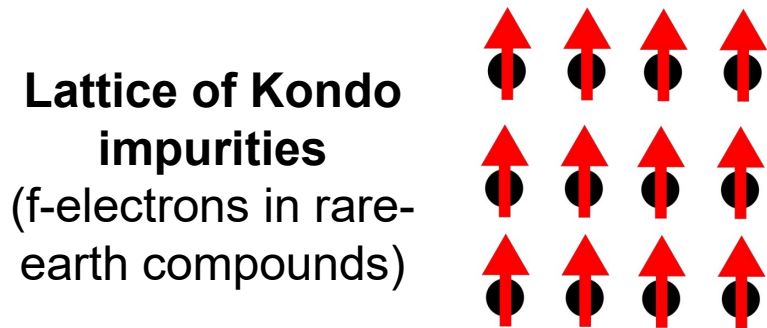 Lattice of Kondo
impurities
(f-electrons in rare-
earth compounds)